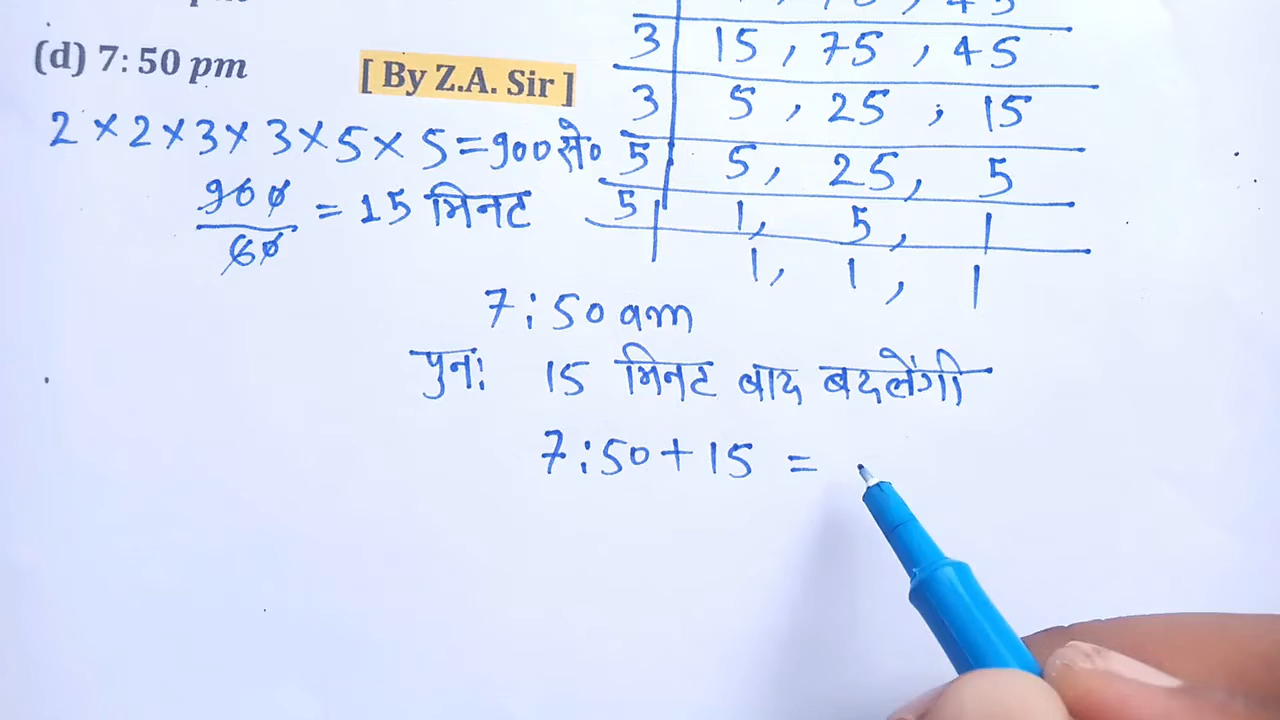 (d) 7: 50 pm
[ By Z.A. Sir ]
2 × 2 × 3 × 3 × 5 × 5 = 900 से०
900/60 = 15 मिनट
3 | 15 , 75 , 45
3 | 5 , 25 , 15
5 | 5, 25, 5
5 | 1, 5, 1
1, 1, 1
7:50 am
पुनः 15 मिनट बाद बदलेंगी
7:50 + 15 =